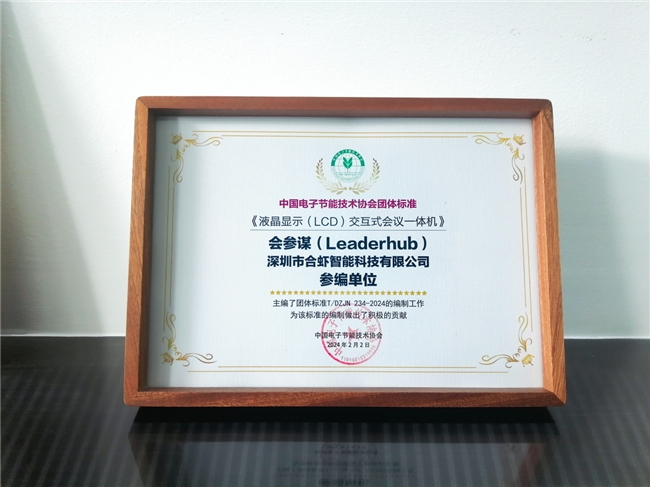 中国电子节能技术协会团体标准
《液晶显示（LCD）交互式会议一体机》
会参谋（Leaderhub）
深圳市合虾智能科技有限公司
参编单位
主编了团体标准T/DZJN 234-2024的编制工作
为该标准的编制做出了积极的贡献
中国电子节能技术协会
2024年2月2日